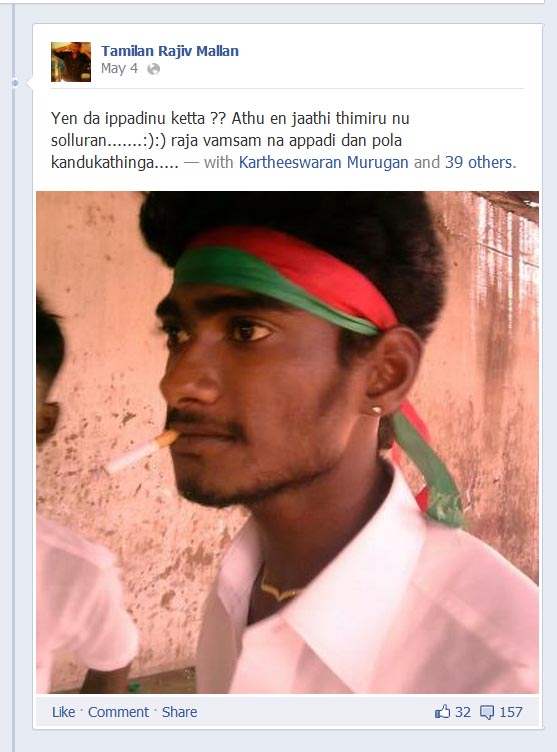 Tamilan Rajiv Mallan
May 4
Yen da ippadinu ketta ?? Athu en jaathi thimiru nu
solluran.......:):) raja vamsam na appadi dan pola
kandukathinga..... — with Kartheeswaran Murugan and 39 others.
Like · Comment · Share 32 157